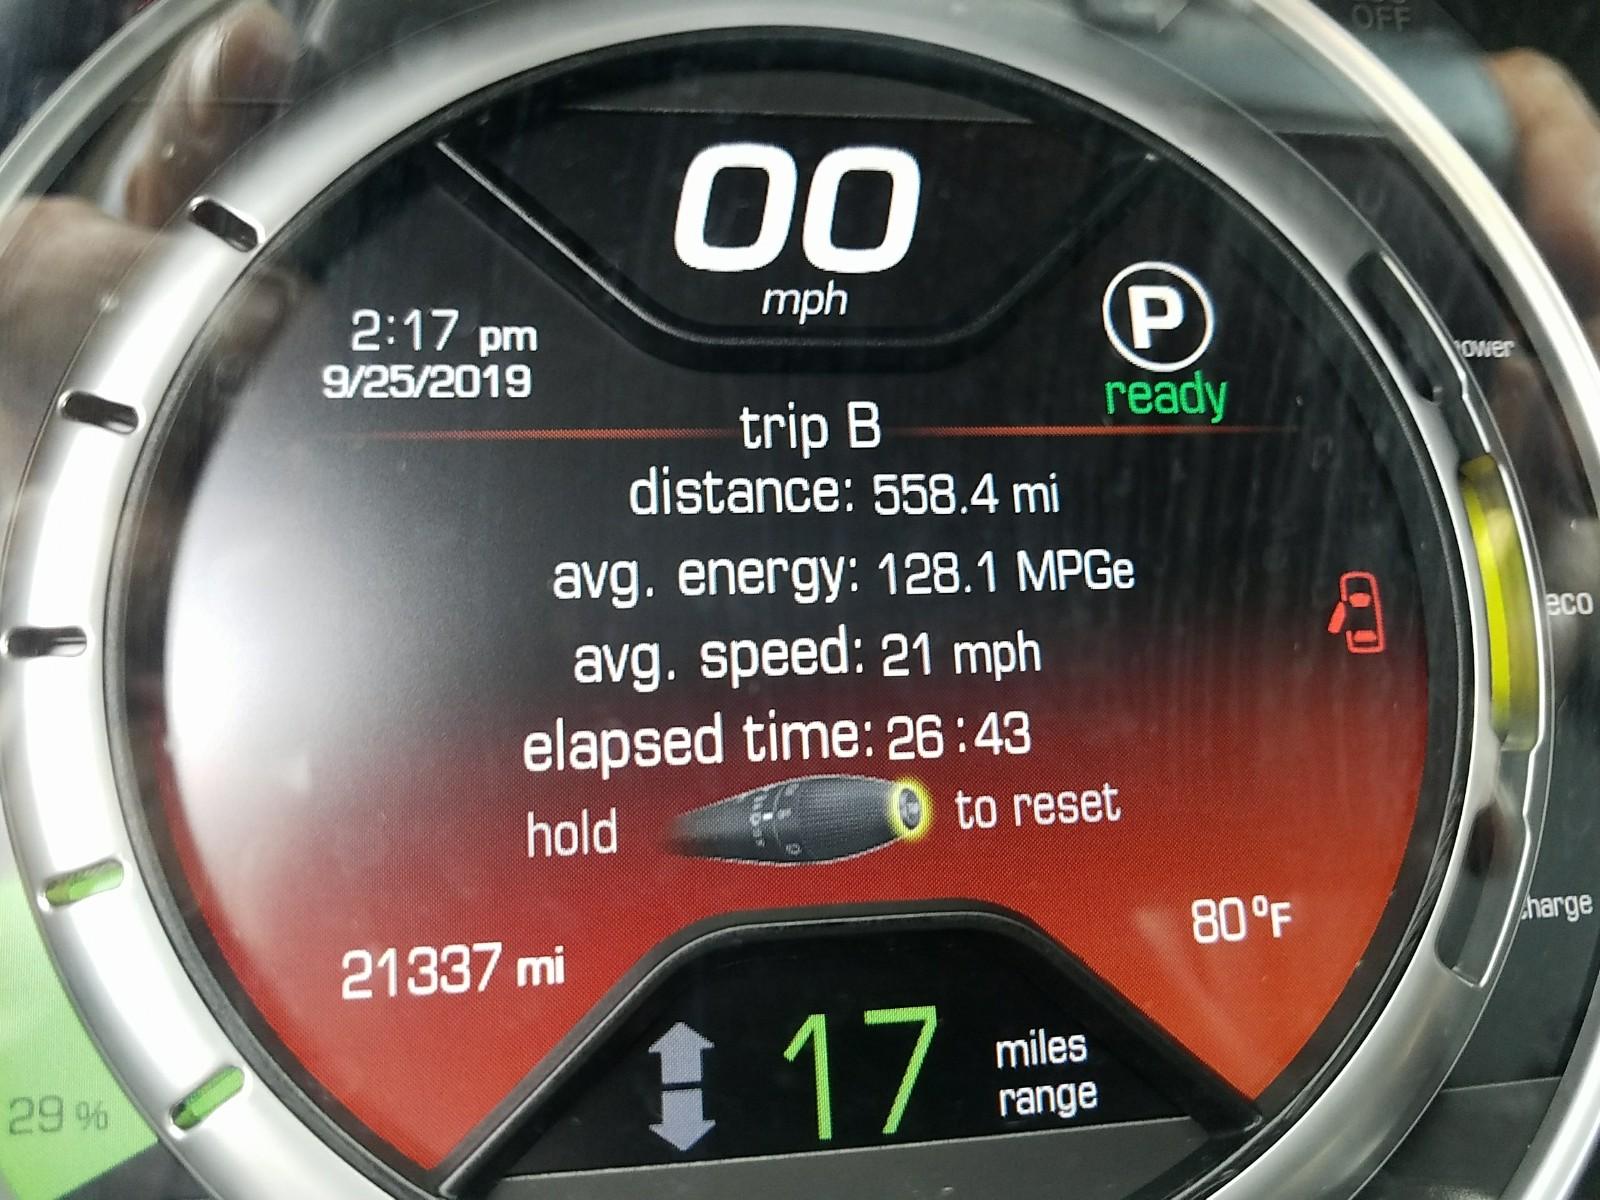 OFF
00
mph
2:17 pm
9/25/2019
P
ready
trip B
distance: 558.4 mi
avg. energy: 128.1 MPGe
avg. speed: 21 mph
elapsed time: 26:43
hold to reset
eco
80°F
21337 mi
17 miles
range
29%